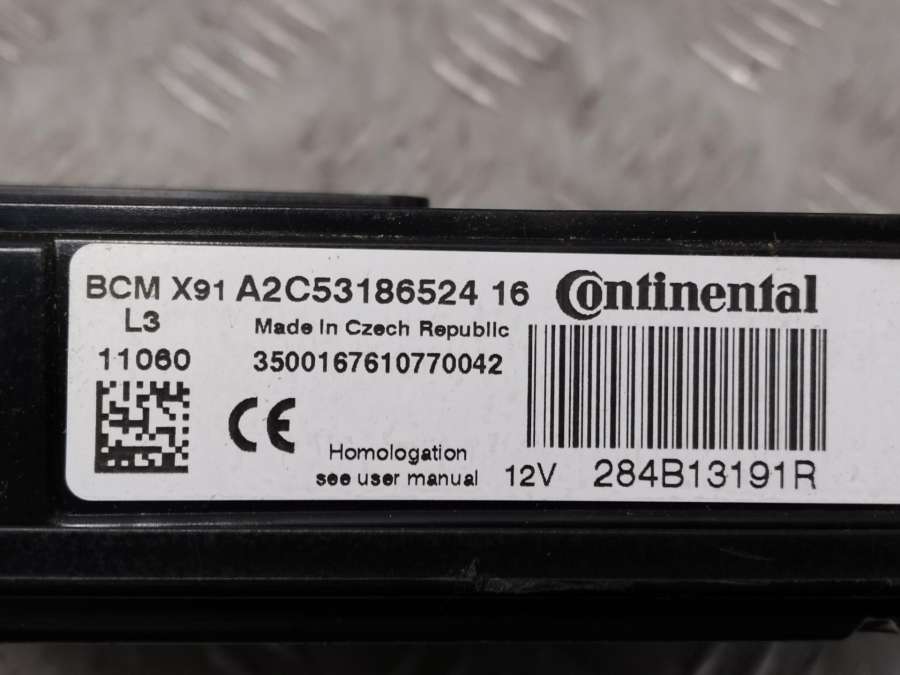 BCM X91 A2C53186524 16 Continental
L3 Made In Czech Republic
11060 3500167610770042
CE
Homologation
see user manual 12V 284B13191R